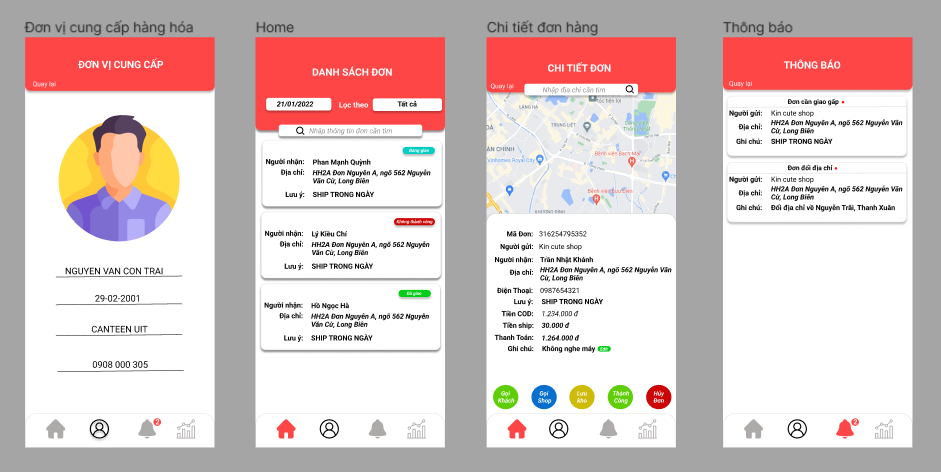 Đơn vị cung cấp hàng hóa
ĐƠN VỊ CUNG CẤP
Quay lại
NGUYEN VAN CON TRAI
29-02-2001
CANTEEN UIT
0908 000 305
2
Home
DANH SÁCH ĐƠN
21/01/2022
Lọc theo
Tất cả
Nhập thông tin đơn cần tìm
Đang giao
Người nhận: Phan Mạnh Quỳnh
Địa chỉ: HH2A Đơn Nguyên A, ngõ 562 Nguyễn
Văn Cừ, Long Biên
Lưu ý: SHIP TRONG NGÀY
Không thành công
Người nhận: Lý Kiều Chí
Địa chỉ: HH2A Đơn Nguyên A, ngõ 562 Nguyễn
Văn Cừ, Long Biên
Lưu ý: SHIP TRONG NGÀY
Đã giao
Người nhận: Hồ Ngọc Hà
Địa chỉ: HH2A Đơn Nguyên A, ngõ 562 Nguyễn
Văn Cừ, Long Biên
Lưu ý: SHIP TRONG NGÀY
Chi tiết đơn hàng
CHI TIẾT ĐƠN
Quay lại
Nhập địa chỉ cần tìm
LÁNG HẠ
TRUNG LIỆT
Vinhomes Royal City
Bệnh viện Bạch Mai
Mã Đơn: 316254795352
Người gửi: Kin cute shop
Người nhận: Trần Nhật Khánh
Địa chỉ: HH2A Đơn Nguyên A, ngõ 562 Nguyễn Văn
Cừ, Long Biên
Điện Thoại: 0987654321
Lưu ý: SHIP TRONG NGÀY
Tiền COD: 1.234.000 đ
Tiền ship: 30.000 đ
Thanh Toán: 1.264.000 đ
Ghi chú: Không nghe máy Edit
Gọi Khách
Gọi Shop
Lưu kho
Thành Công
Hủy Đơn
Thông báo
THÔNG BÁO
Quay lại
Đơn cần giao gấp
Người gửi: Kin cute shop
Địa chỉ: HH2A Đơn Nguyên A, ngõ 562 Nguyễn Văn
Cừ, Long Biên
Ghi chú: SHIP TRONG NGÀY
Đơn đổi địa chỉ
Người gửi: Kin cute shop
Địa chỉ: HH2A Đơn Nguyên A, ngõ 562 Nguyễn Văn
Cừ, Long Biên
Ghi chú: Đổi địa chỉ về Nguyễn Trãi, Thanh Xuân
2